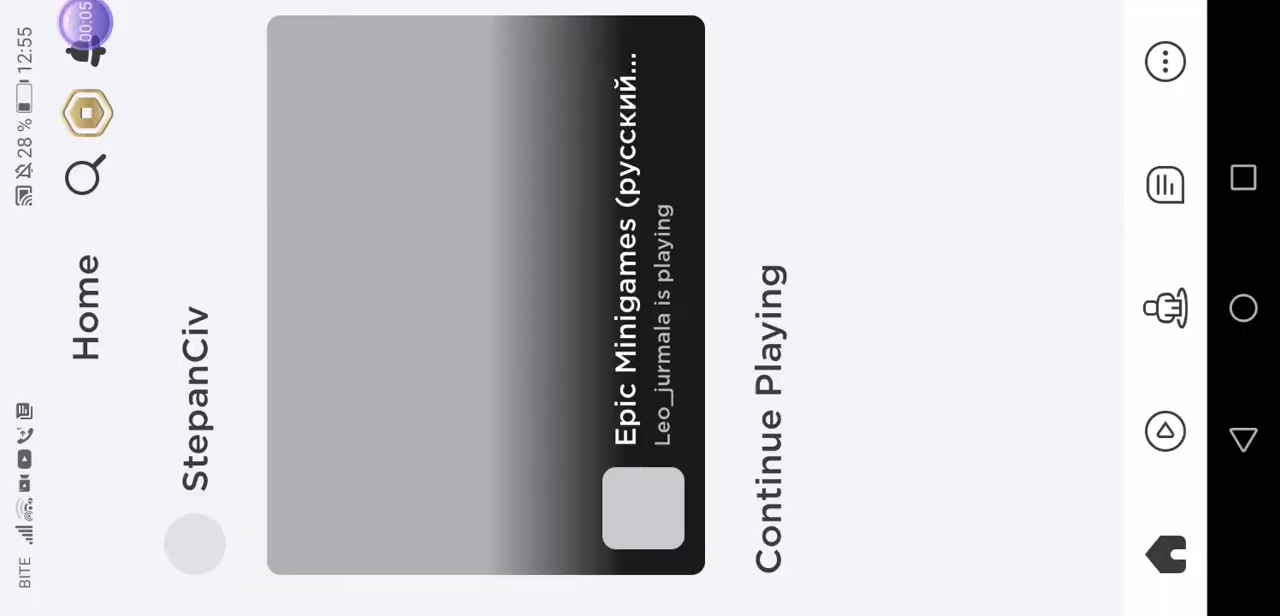 BITE 28 % 12:55
00:05
Home
StepanCiv
Epic Minigames (русский...
Leo_jurmala is playing
Continue Playing